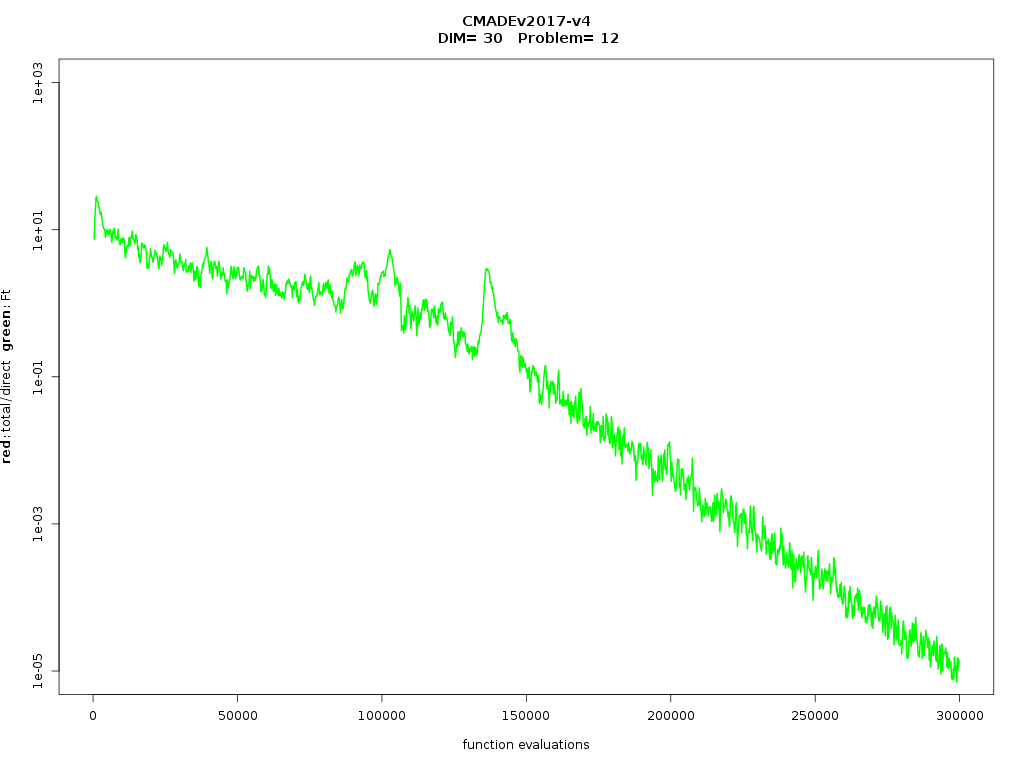 CMADEv2017-v4
DIM= 30 Problem= 12
1e+03
1e+01
1e-01
1e-03
1e-05
red: total/direct green: Ft
0 50000 100000 150000 200000 250000 300000
function evaluations